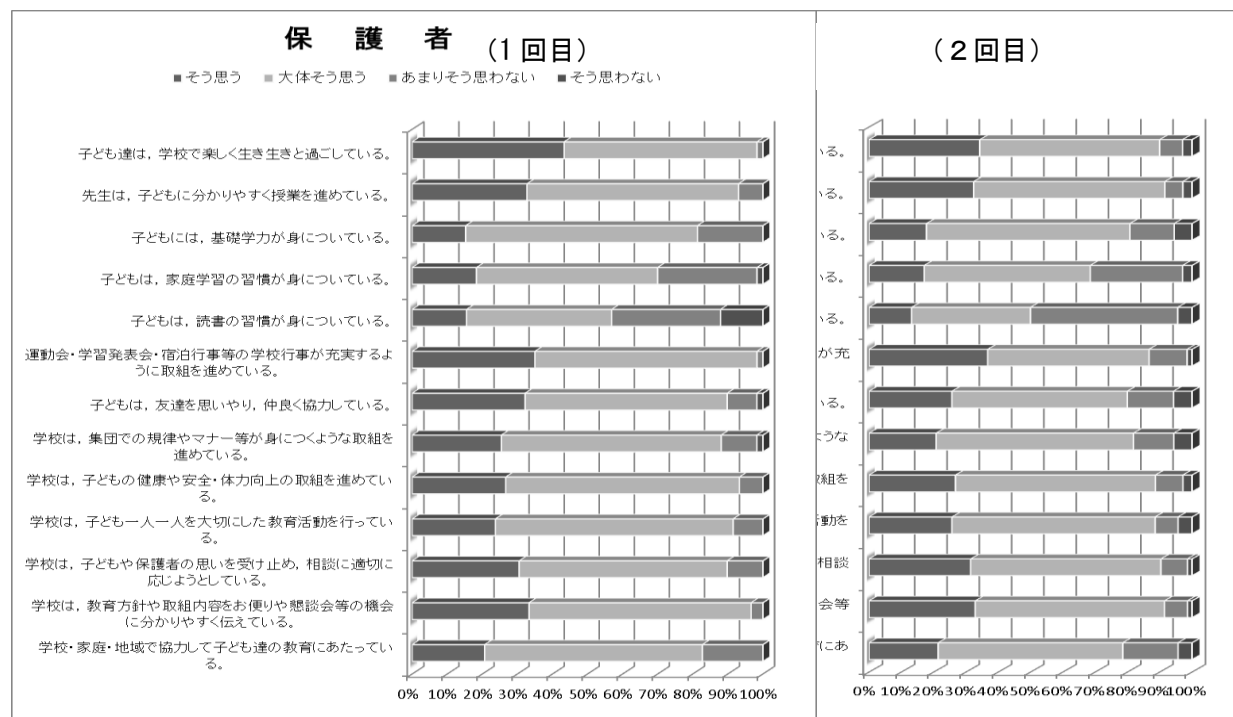 保 護 者 (1回目)
■そう思う ■大体そう思う ■あまりそう思わない ■そう思わない
子ども達は，学校で楽しく生き生きと過ごしている。
先生は，子どもに分かりやすく授業を進めている。
子どもには，基礎学力が身についている。
子どもは，家庭学習の習慣が身についている。
子どもは，読書の習慣が身についている。
運動会・学習発表会・宿泊行事等の学校行事が充実するよ
うに取組を進めている。
子どもは，友達を思いやり，仲良く協力している。
学校は，集団での規律やマナー等が身につくような取組を
進めている。
学校は，子どもの健康や安全・体力向上の取組を進めてい
る。
学校は，子ども一人一人を大切にした教育活動を行ってい
る。
学校は，子どもや保護者の思いを受け止め，相談に適切に
応じようとしている。
学校は，教育方針や取組内容をお便りや懇談会等の機会
に分かりやすく伝えている。
学校・家庭・地域で協力して子ども達の教育にあたってい
る。
0% 10% 20% 30% 40% 50% 60% 70% 80% 90% 100%
(２回目)
いる。
いる。
いる。
いる。
いる。
が充
いる。
ような
取組を
活動を
相談
会等
にあ
0% 10% 20% 30% 40% 50% 60% 70% 80% 90% 100%